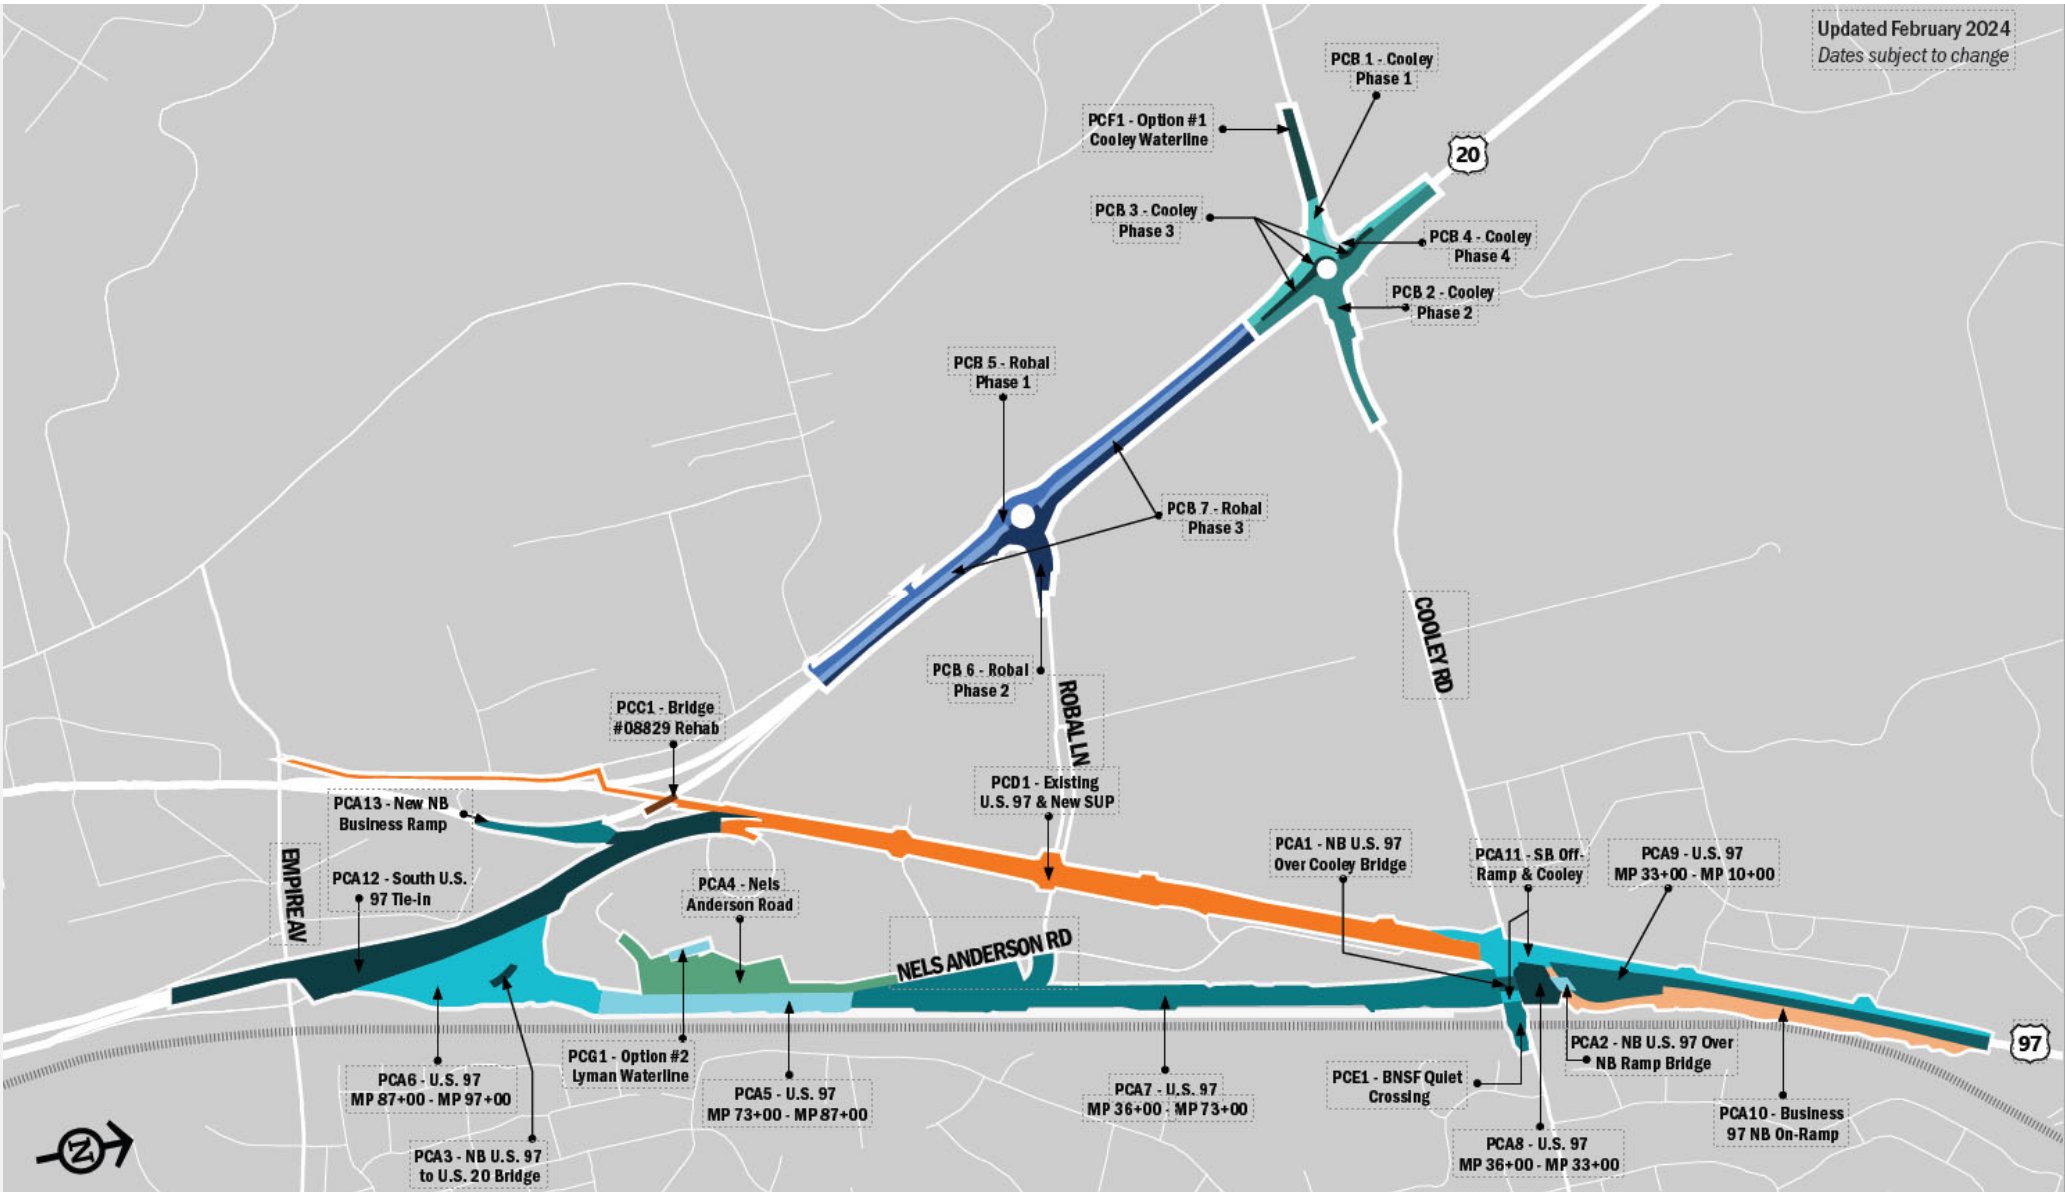 Updated February 2024
Dates subject to change
PCB 1 - Cooley
Phase 1
PCF1 - Option #1
Cooley Waterline
20
PCB 3 - Cooley
Phase 3
PCB 4 - Cooley
Phase 4
PCB 2 - Cooley
Phase 2
PCB 5 - Robal
Phase 1
PCB 7 - Robal
Phase 3
COOLEY RD
PCB 6 - Robal
Phase 2
ROBAL LN
PCC1 - Bridge
#08829 Rehab
PCD1 - Existing
U.S. 97 & New SUP
PCA13 - New NB
Business Ramp
EMPIRE AV
PCA12 - South U.S.
97 Tie-In
PCA4 - Nels
Anderson Road
PCA1 - NB U.S. 97
Over Cooley Bridge
PCA11 - SB Off-
Ramp & Cooley
PCA9 - U.S. 97
MP 33+00 - MP 10+00
NELS ANDERSON RD
97
PCA6 - U.S. 97
MP 87+00 - MP 97+00
PCG1 - Option #2
Lyman Waterline
PCA5 - U.S. 97
MP 73+00 - MP 87+00
PCA7 - U.S. 97
MP 36+00 - MP 73+00
PCE1 - BNSF Quiet
Crossing
PCA2 - NB U.S. 97 Over
NB Ramp Bridge
PCA10 - Business
97 NB On-Ramp
PCA3 - NB U.S. 97
to U.S. 20 Bridge
PCA8 - U.S. 97
MP 36+00 - MP 33+00
N